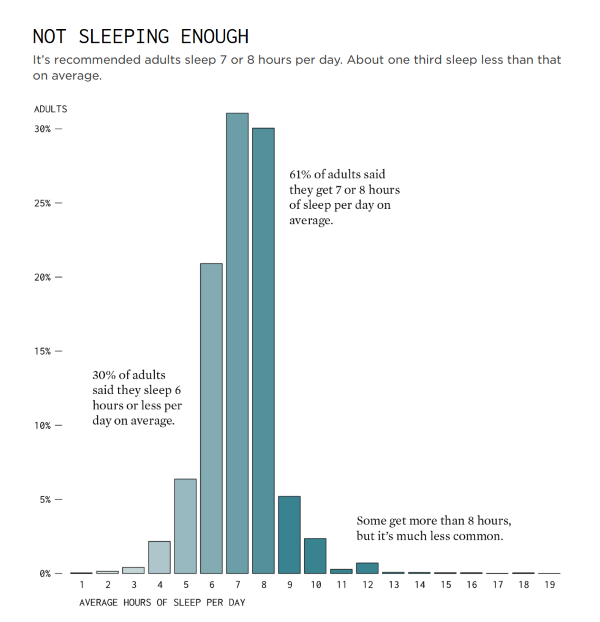 NOT SLEEPING ENOUGH
It's recommended adults sleep 7 or 8 hours per day. About one third sleep less than that
on average.
ADULTS
30%
61% of adults said
they get 7 or 8 hours
of sleep per day on
average.
25%
20%
15%
30% of adults
said they sleep 6
hours or less per
day on average.
10%
5%
Some get more than 8 hours,
but it's much less common.
0%
1 2 3 4 5 6 7 8 9 10 11 12 13 14 15 16 17 18 19
AVERAGE HOURS OF SLEEP PER DAY